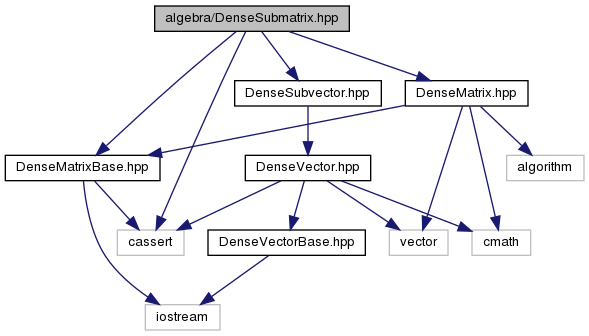 algebra/DenseSubmatrix.hpp
DenseSubvector.hpp
DenseMatrix.hpp
DenseMatrixBase.hpp
DenseVector.hpp
algorithm
cassert
DenseVectorBase.hpp
vector
cmath
iostream